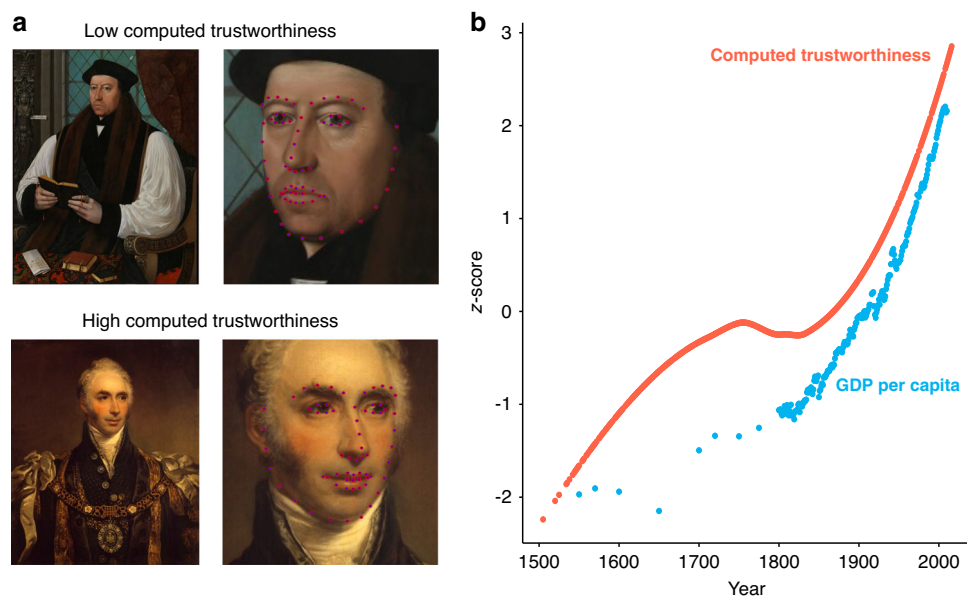 a
Low computed trustworthiness
High computed trustworthiness
b
3
2
1
0
-1
-2
z-score
Computed trustworthiness
GDP per capita
1500
1600
1700
1800
1900
2000
Year